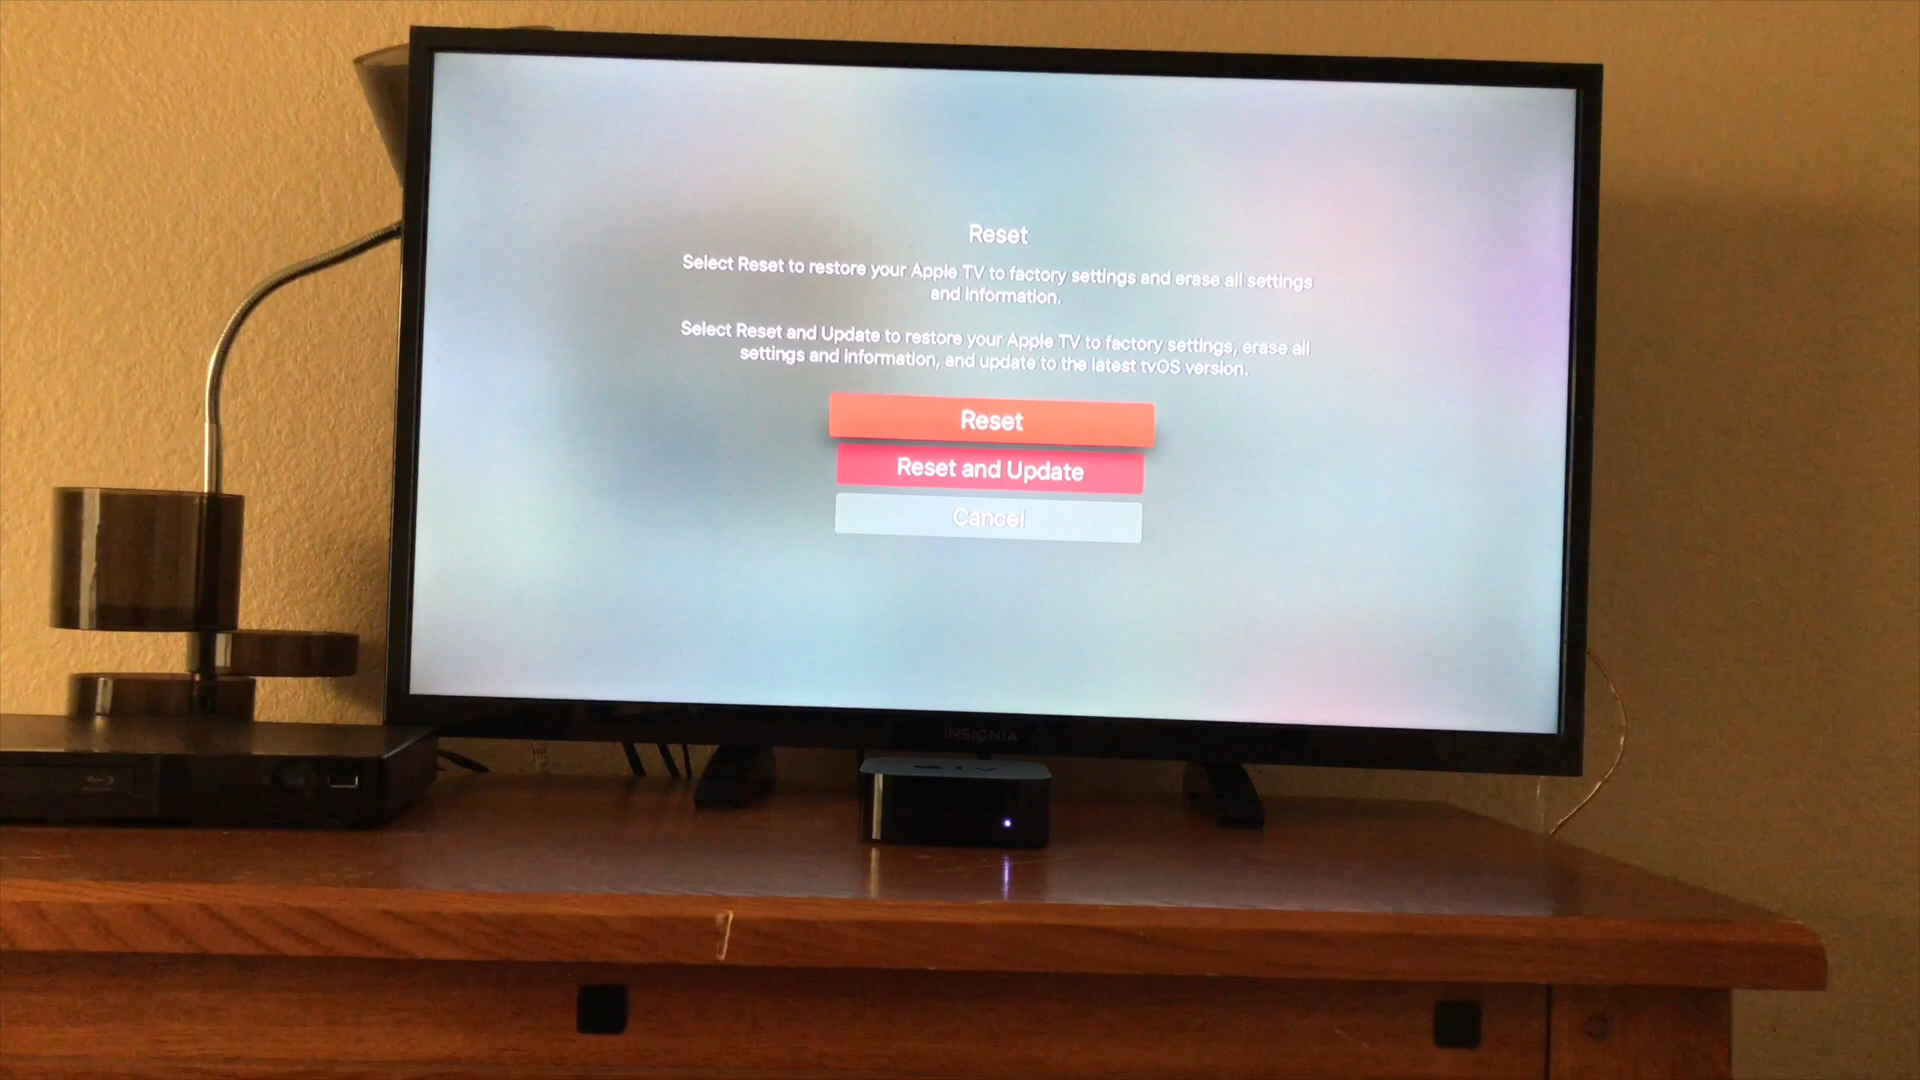 Reset
Select Reset to restore your Apple TV to factory settings and erase all settings
and information.
Select Reset and Update to restore your Apple TV to factory settings, erase all
settings and information, and update to the latest tvOS version.
Reset
Reset and Update
Cancel
INSIGNIA
tv